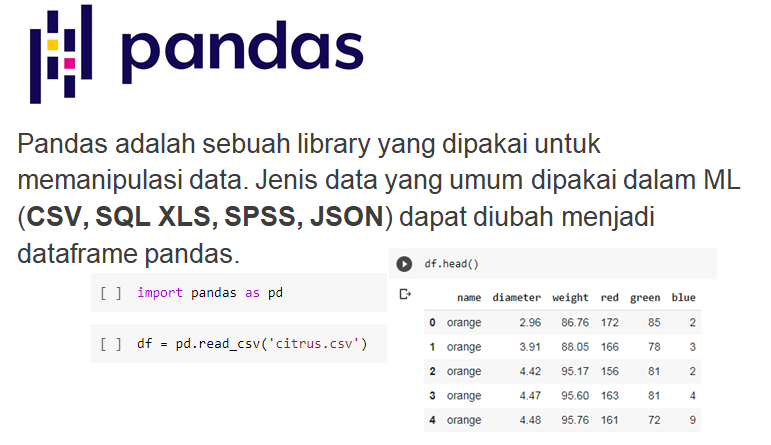 pandas
Pandas adalah sebuah library yang dipakai untuk
memanipulasi data. Jenis data yang umum dipakai dalam ML
(CSV, SQL XLS, SPSS, JSON) dapat diubah menjadi
dataframe pandas.
[ ] import pandas as pd
[ ] df = pd.read_csv('citrus.csv')
df.head()
name diameter weight red green blue
0 orange 2.96 86.76 172 85 2
1 orange 3.91 88.05 166 78 3
2 orange 4.42 95.17 156 81 2
3 orange 4.47 95.60 163 81 4
4 orange 4.48 95.76 161 72 9